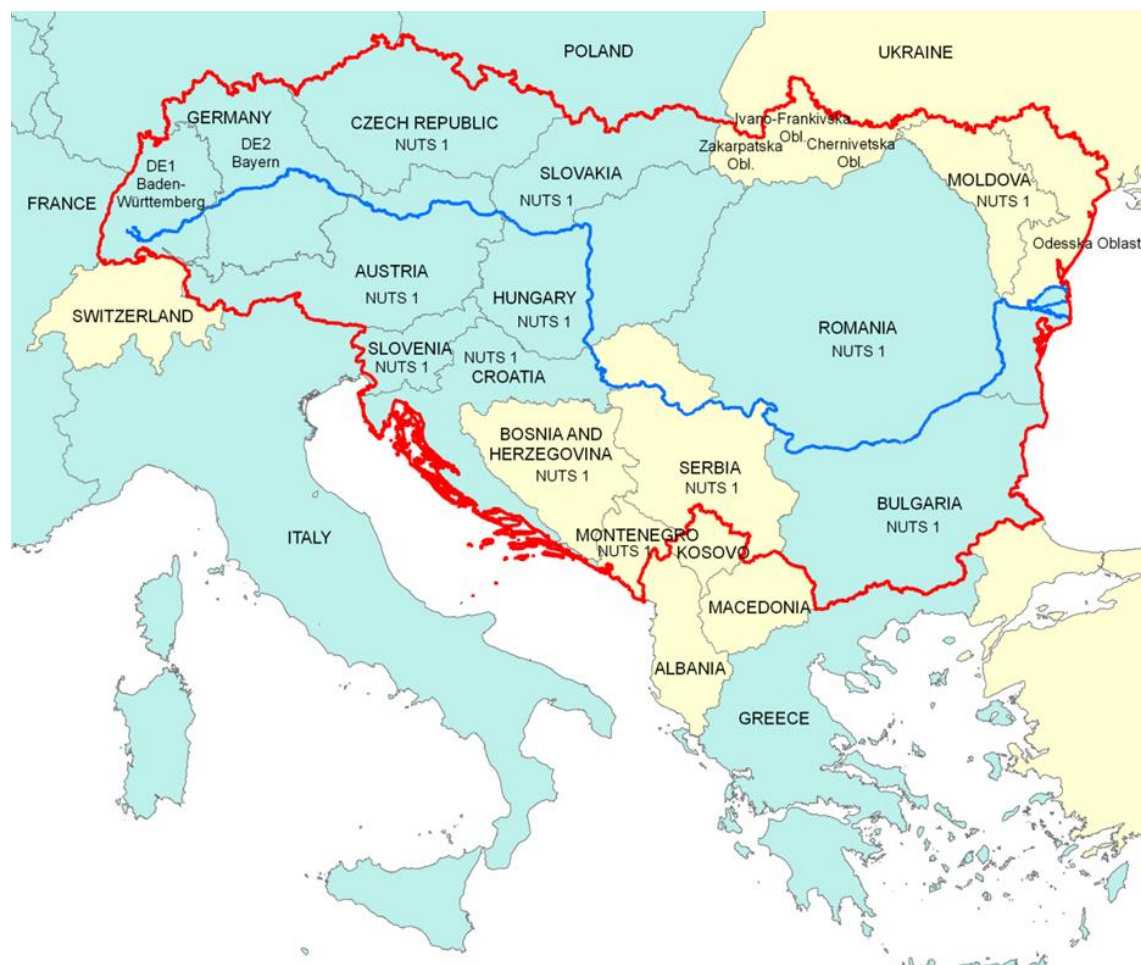 POLAND
UKRAINE
GERMANY
CZECH REPUBLIC
NUTS 1
Ivano-Frankivska
Obl.
Zakarpatska
Obl.
Chernivetska
Obl.
DE1
Baden-
Württemberg
DE2
Bayern
SLOVAKIA
NUTS 1
MOLDOVA
NUTS 1
FRANCE
Odesska Oblast
AUSTRIA
NUTS 1
HUNGARY
NUTS 1
SWITZERLAND
ROMANIA
NUTS 1
SLOVENIA
NUTS 1
NUTS 1
CROATIA
BOSNIA AND
HERZEGOVINA
NUTS 1
SERBIA
NUTS 1
BULGARIA
NUTS 1
ITALY
MONTENEGRO
NUTS 1
KOSOVO
MACEDONIA
ALBANIA
GREECE